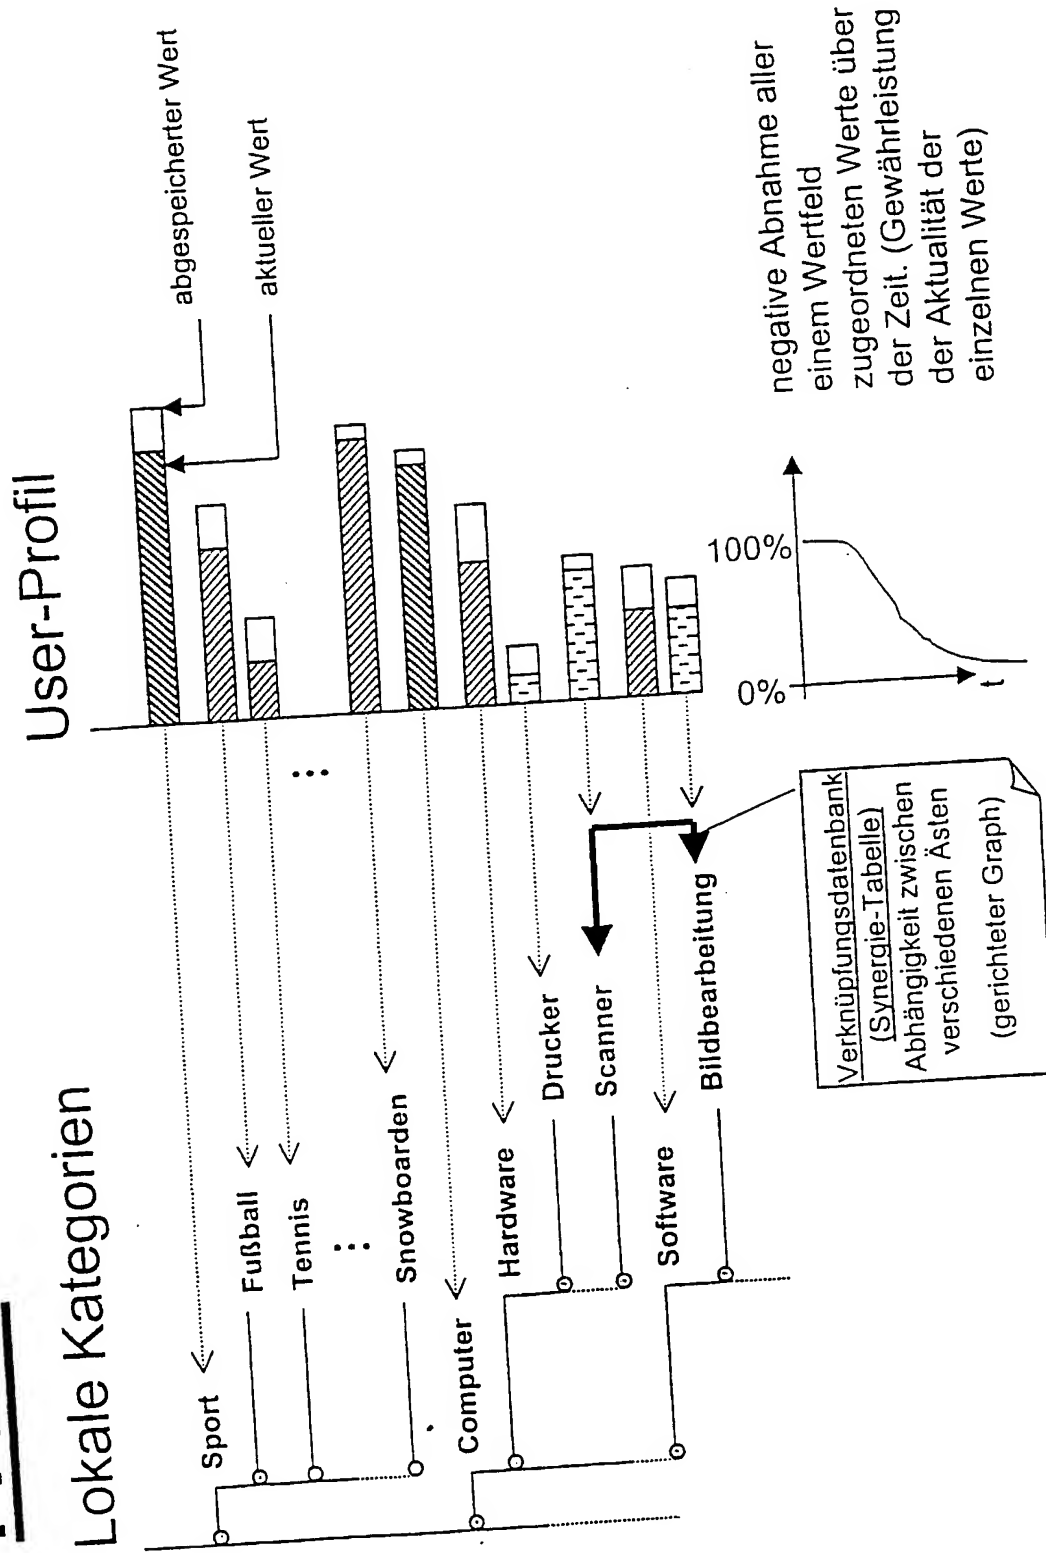 Lokale Kategorien
User-Profil
abgespeicherter Wert
aktueller Wert
Sport
Fußball
Tennis
...
...
Snowboarden
Computer
Hardware
Drucker
Scanner
Software
Bildbearbeitung
Verknüpfungsdatenbank
(Synergie-Tabelle)
Abhängigkeit zwischen
verschiedenen Ästen
(gerichteter Graph)
100%
0%
t
negative Abnahme aller
einem Wertfeld
zugeordneten Werte über
der Zeit. (Gewährleistung
der Aktualität der
einzelnen Werte)